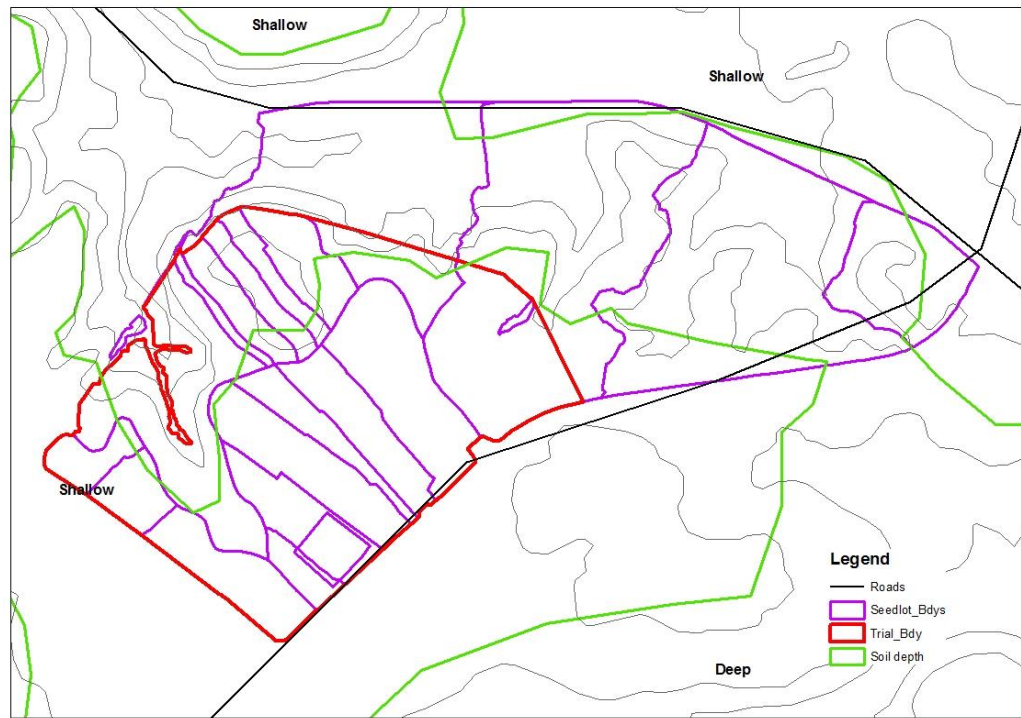 Shallow
Shallow
Shallow
Legend
Roads
Seedlot_Bdys
Trial_Bdy
Soil depth
Deep